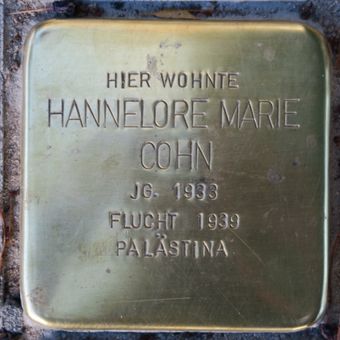 HIER WOHNTE
HANNELORE MARIE
COHN
JG. 1933
FLUCHT 1939
PALÄSTINA